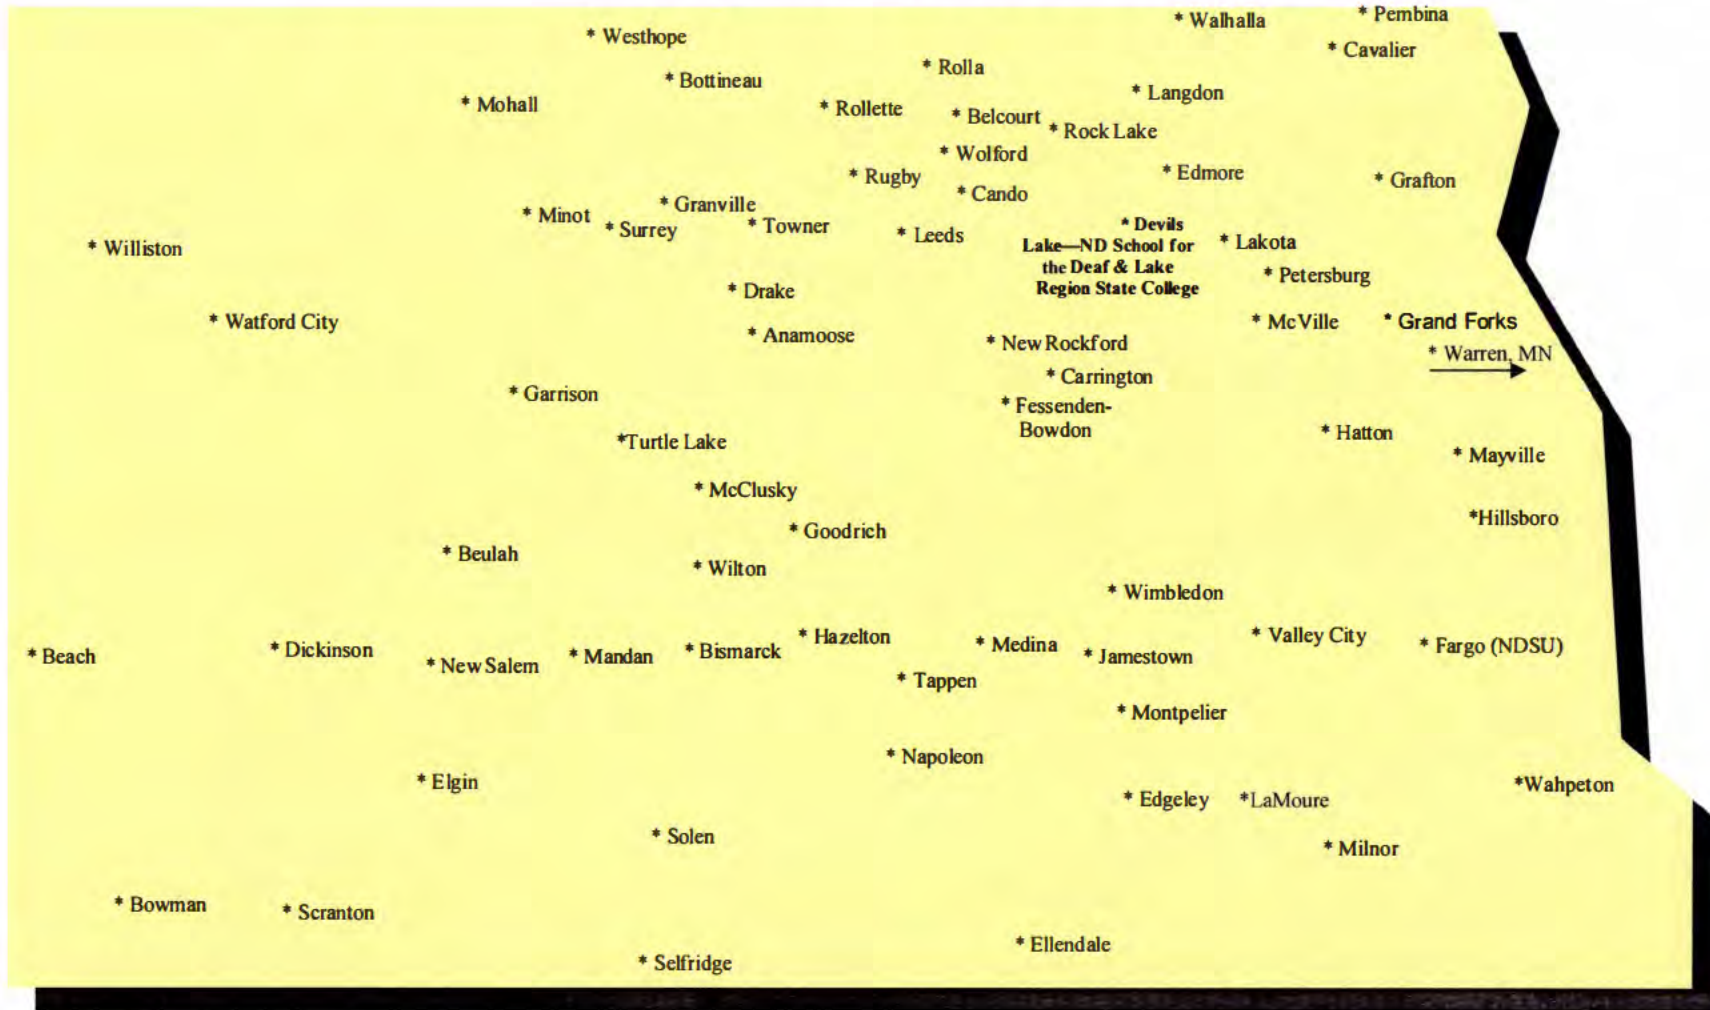 * Pembina
* Walhalla
* Westhope
* Cavalier
* Rolla
* Bottineau
* Langdon
* Mohall
* Rollette
* Belcourt
* Rock Lake
* Wolford
* Edmore
* Rugby
* Grafton
* Cando
* Granville
* Minot
* Surrey
* Towner
* Devils
Lake—ND School for
the Deaf & Lake
Region State College
* Leeds
* Lakota
* Williston
* Petersburg
* Drake
* Watford City
* McVille
* Grand Forks
* Anamoose
* New Rockford
* Warren, MN
* Carrington
* Garrison
* Fessenden-
Bowdon
* Hatton
*Turtle Lake
* Mayville
* McClusky
*Hillsboro
* Goodrich
* Beulah
* Wilton
* Wimbledon
* Hazelton
* Valley City
* Medina
* Fargo (NDSU)
* Dickinson
* Bismarck
* Beach
* Mandan
* Jamestown
* New Salem
* Tappen
* Montpelier
* Napoleon
* Elgin
*Wahpeton
* Edgeley
*LaMoure
* Solen
* Milnor
* Bowman
* Scranton
* Ellendale
* Selfridge